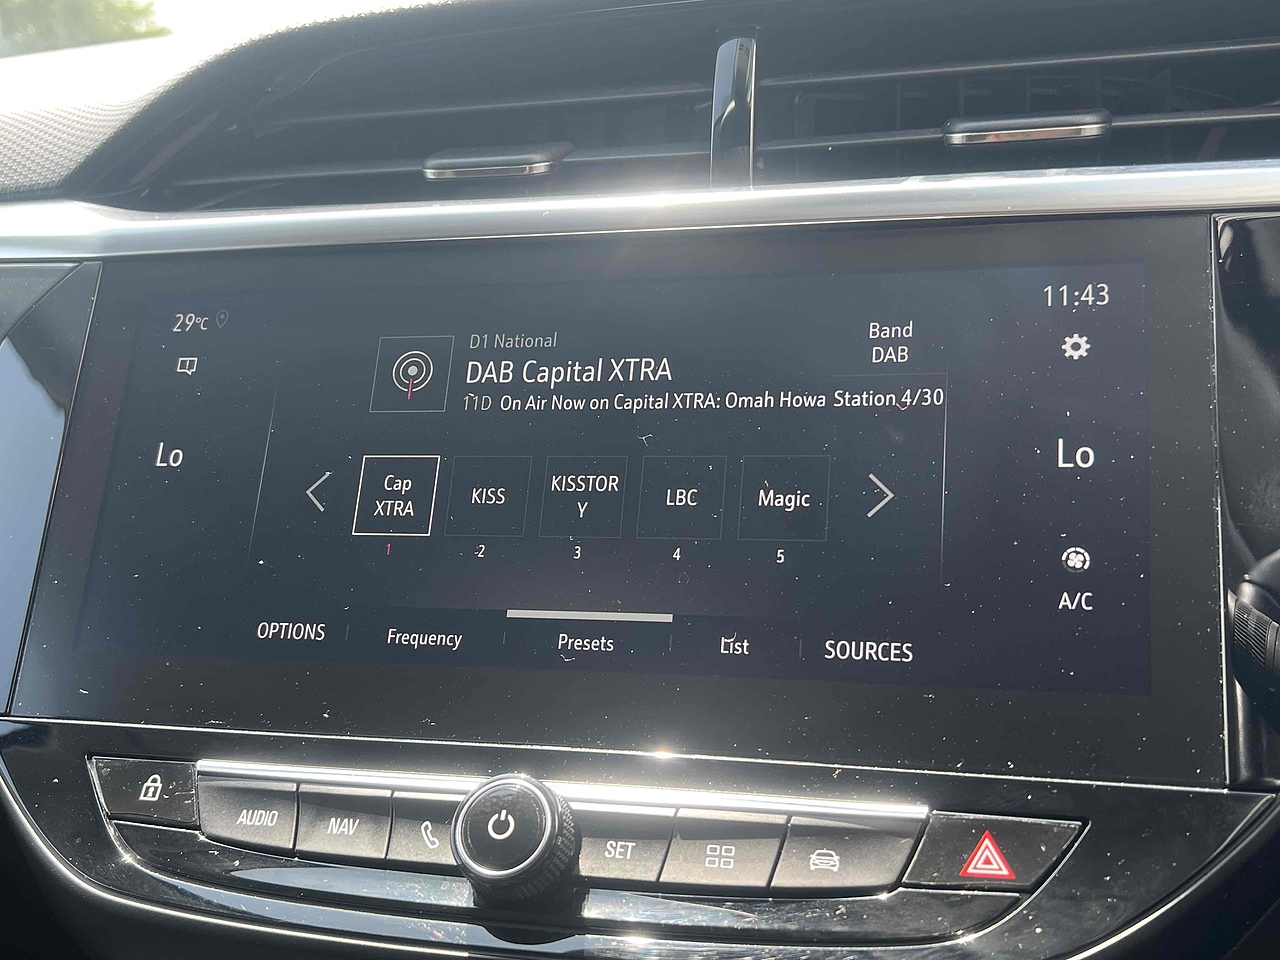 11:43
29°C
D1 National
DAB Capital XTRA
11D On Air Now on Capital XTRA: Omah Howa Station 4/30
Band
DAB
Lo
Lo
Cap
XTRA
KISS
KISSTOR
Y
LBC
Magic
1
2
3
4
5
A/C
OPTIONS
Frequency
Presets
List
SOURCES
AUDIO
NAV
SET